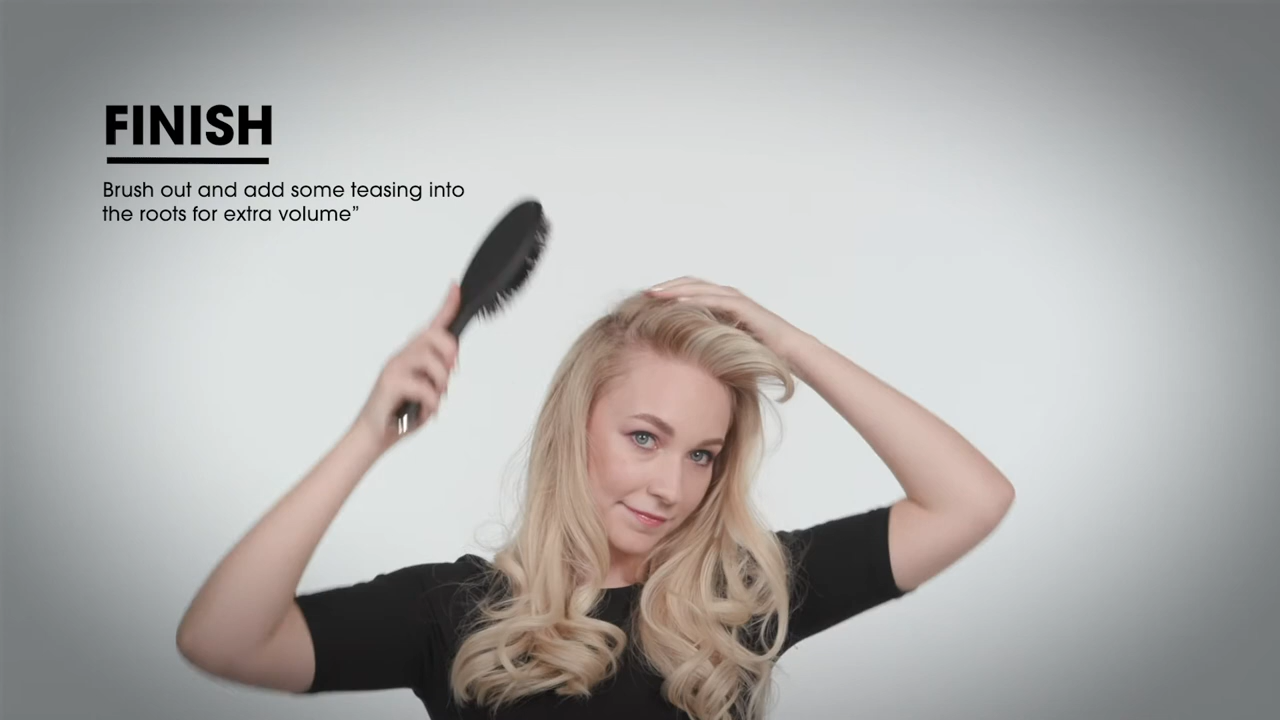 FINISH
Brush out and add some teasing into
the roots for extra volume”